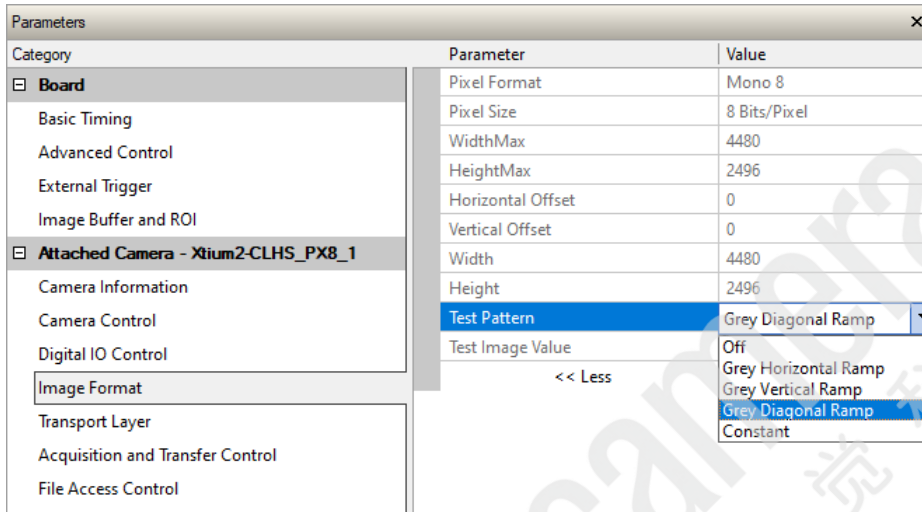 Parameters ×
Category Parameter Value
Board Pixel Format Mono 8
Basic Timing Pixel Size 8 Bits/Pixel
Advanced Control WidthMax 4480
External Trigger HeightMax 2496
Image Buffer and ROI Horizontal Offset 0
Attached Camera - Xtium2-CLHS_PX8_1 Vertical Offset 0
Camera Information Width 4480
Camera Control Height 2496
Digital IO Control Test Pattern Grey Diagonal Ramp
Image Format Test Image Value Off
<< Less Grey Horizontal Ramp
Grey Vertical Ramp
Transport Layer Grey Diagonal Ramp
Acquisition and Transfer Control Constant
File Access Control
camera
觉